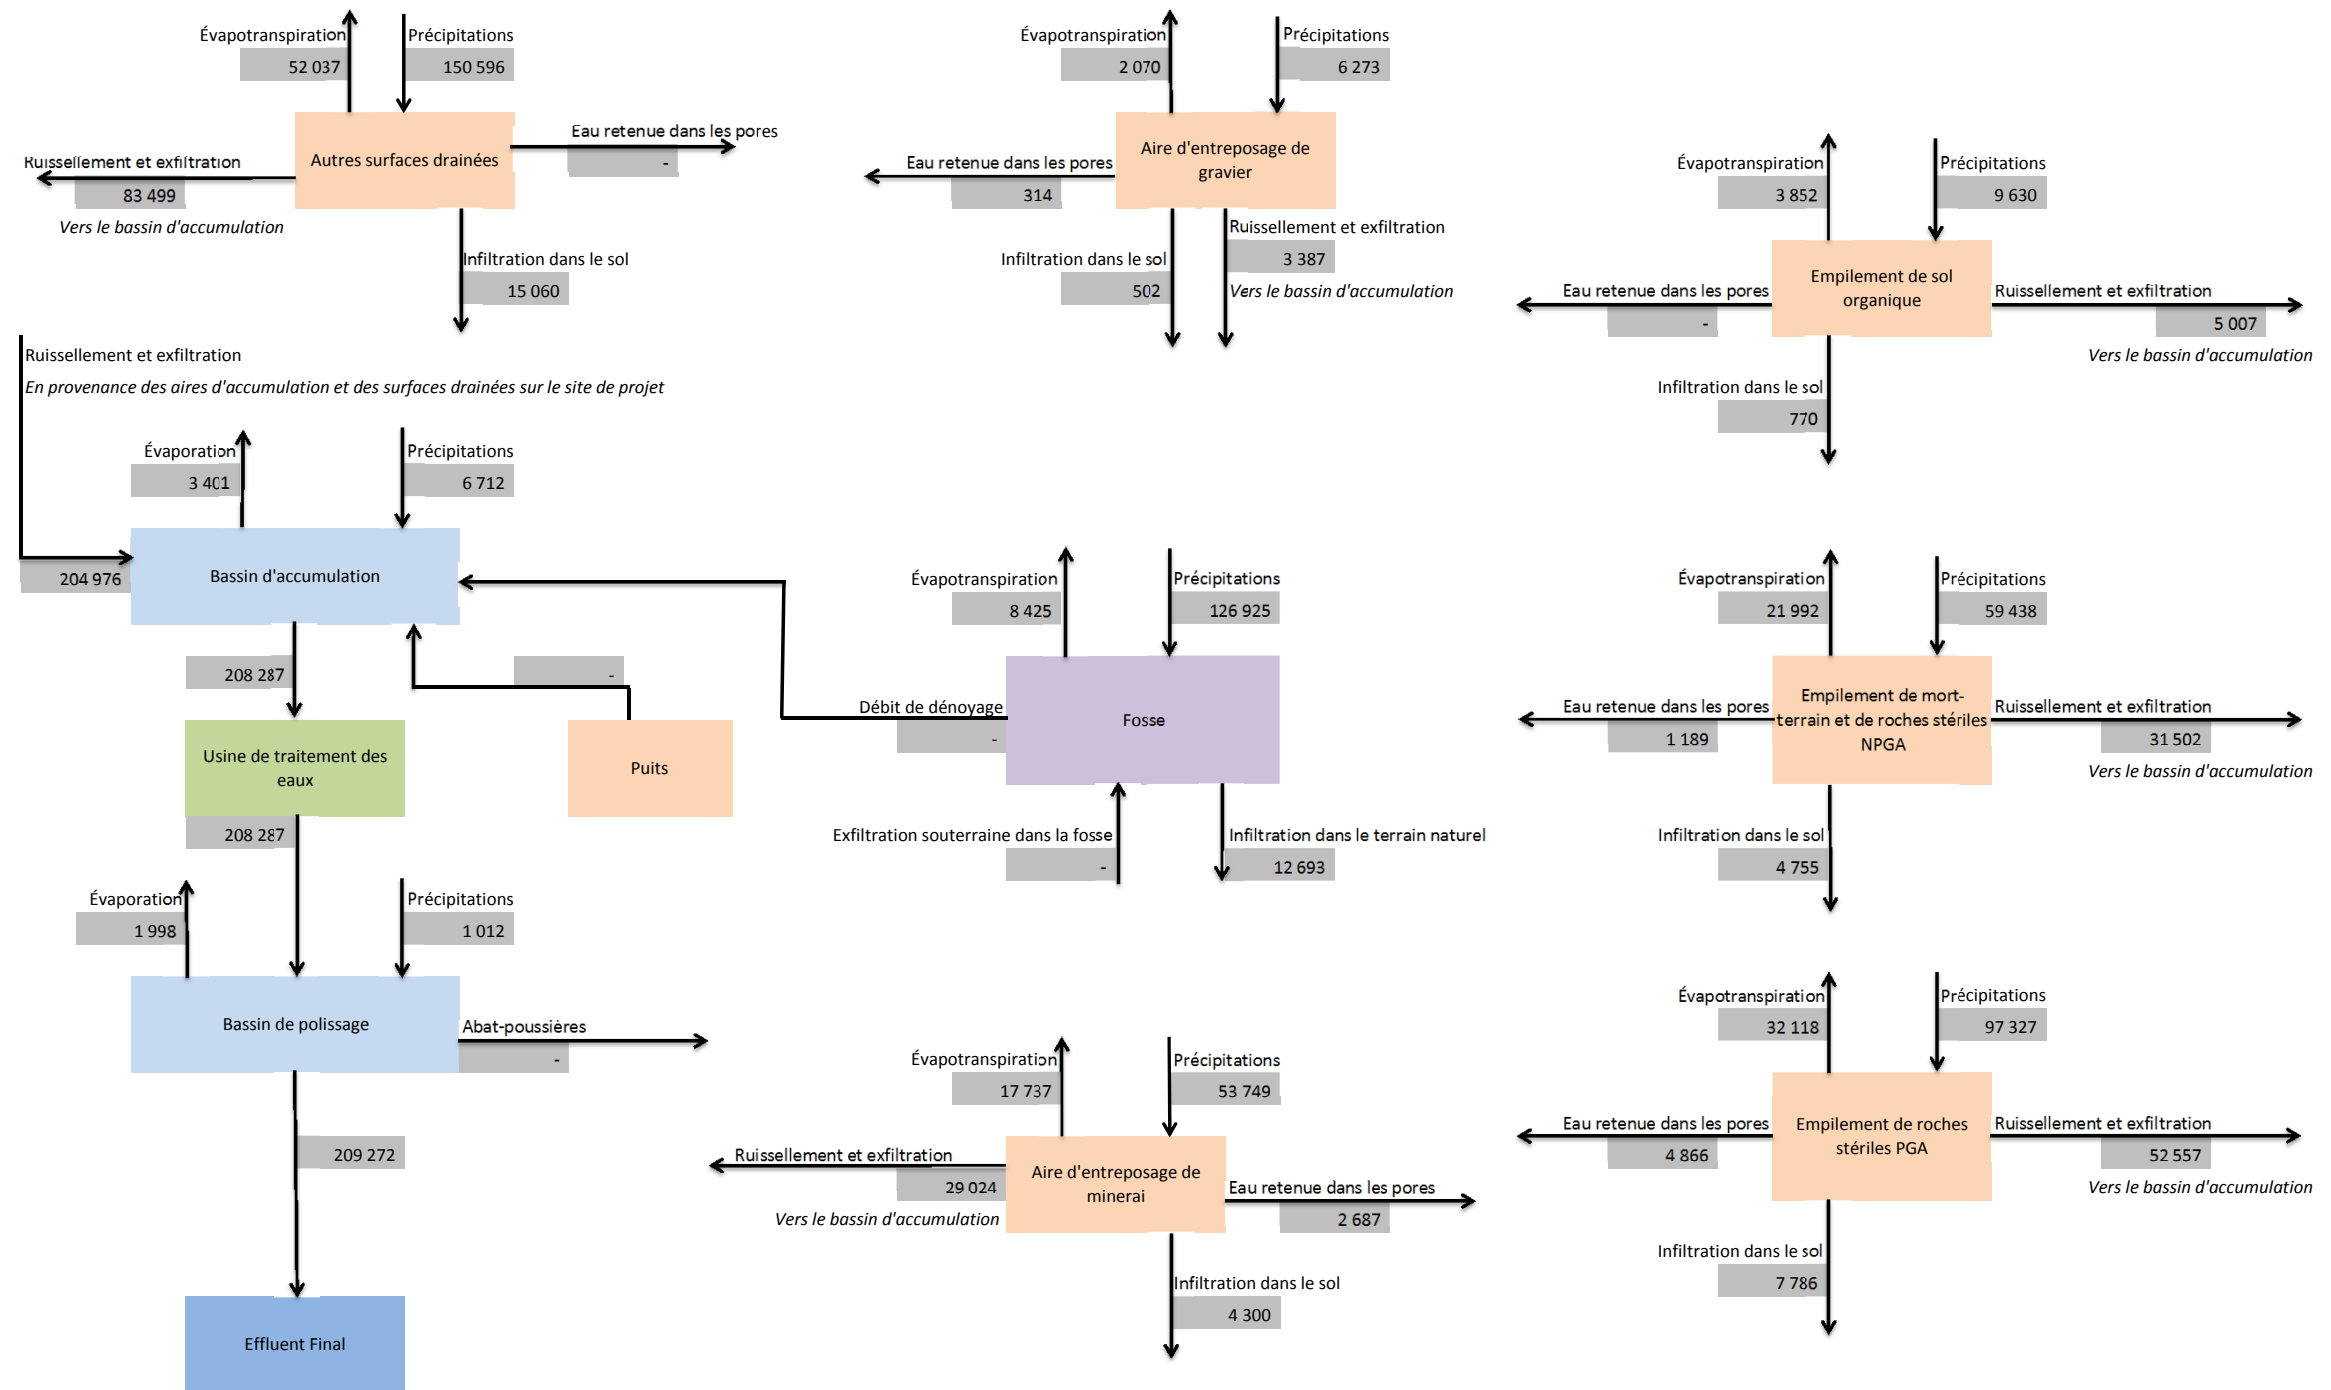 Évapotranspiration
52 037
Précipitations
150 596
Autres surfaces drainées
Eau retenue dans les pores
-
Ruissellement et exfiltration
83 499
Vers le bassin d'accumulation
Infiltration dans le sol
15 060
Évapotranspiration
2 070
Précipitations
6 273
Aire d'entreposage de
gravier
Eau retenue dans les pores
314
Infiltration dans le sol
502
Ruissellement et exfiltration
3 387
Vers le bassin d'accumulation
Évapotranspiration
3 852
Précipitations
9 630
Empilement de sol
organique
Eau retenue dans les pores
-
Ruissellement et exfiltration
5 007
Vers le bassin d'accumulation
Infiltration dans le sol
770
Ruissellement et exfiltration
En provenance des aires d'accumulation et des surfaces drainées sur le site de projet
Évaporation
3 401
Précipitations
6 712
204 976
Bassin d'accumulation
208 287
-
Usine de traitement des
eaux
Puits
208 287
Évaporation
1 998
Précipitations
1 012
Bassin de polissage
Abat-poussières
-
209 272
Effluent Final
Évapotranspiration
8 425
Précipitations
126 925
Débit de dénoyage
-
Fosse
Exfiltration souterraine dans la fosse
-
Infiltration dans le terrain naturel
12 693
Évapotranspiration
17 737
Précipitations
53 749
Ruissellement et exfiltration
29 024
Vers le bassin d'accumulation
Aire d'entreposage de
minerai
Eau retenue dans les pores
2 687
Infiltration dans le sol
4 300
Évapotranspiration
21 992
Précipitations
59 438
Eau retenue dans les pores
1 189
Empilement de mort-
terrain et de roches stériles
NPGA
Ruissellement et exfiltration
31 502
Vers le bassin d'accumulation
Infiltration dans le sol
4 755
Évapotranspiration
32 118
Précipitations
97 327
Eau retenue dans les pores
4 866
Empilement de roches
stériles PGA
Ruissellement et exfiltration
52 557
Vers le bassin d'accumulation
Infiltration dans le sol
7 786